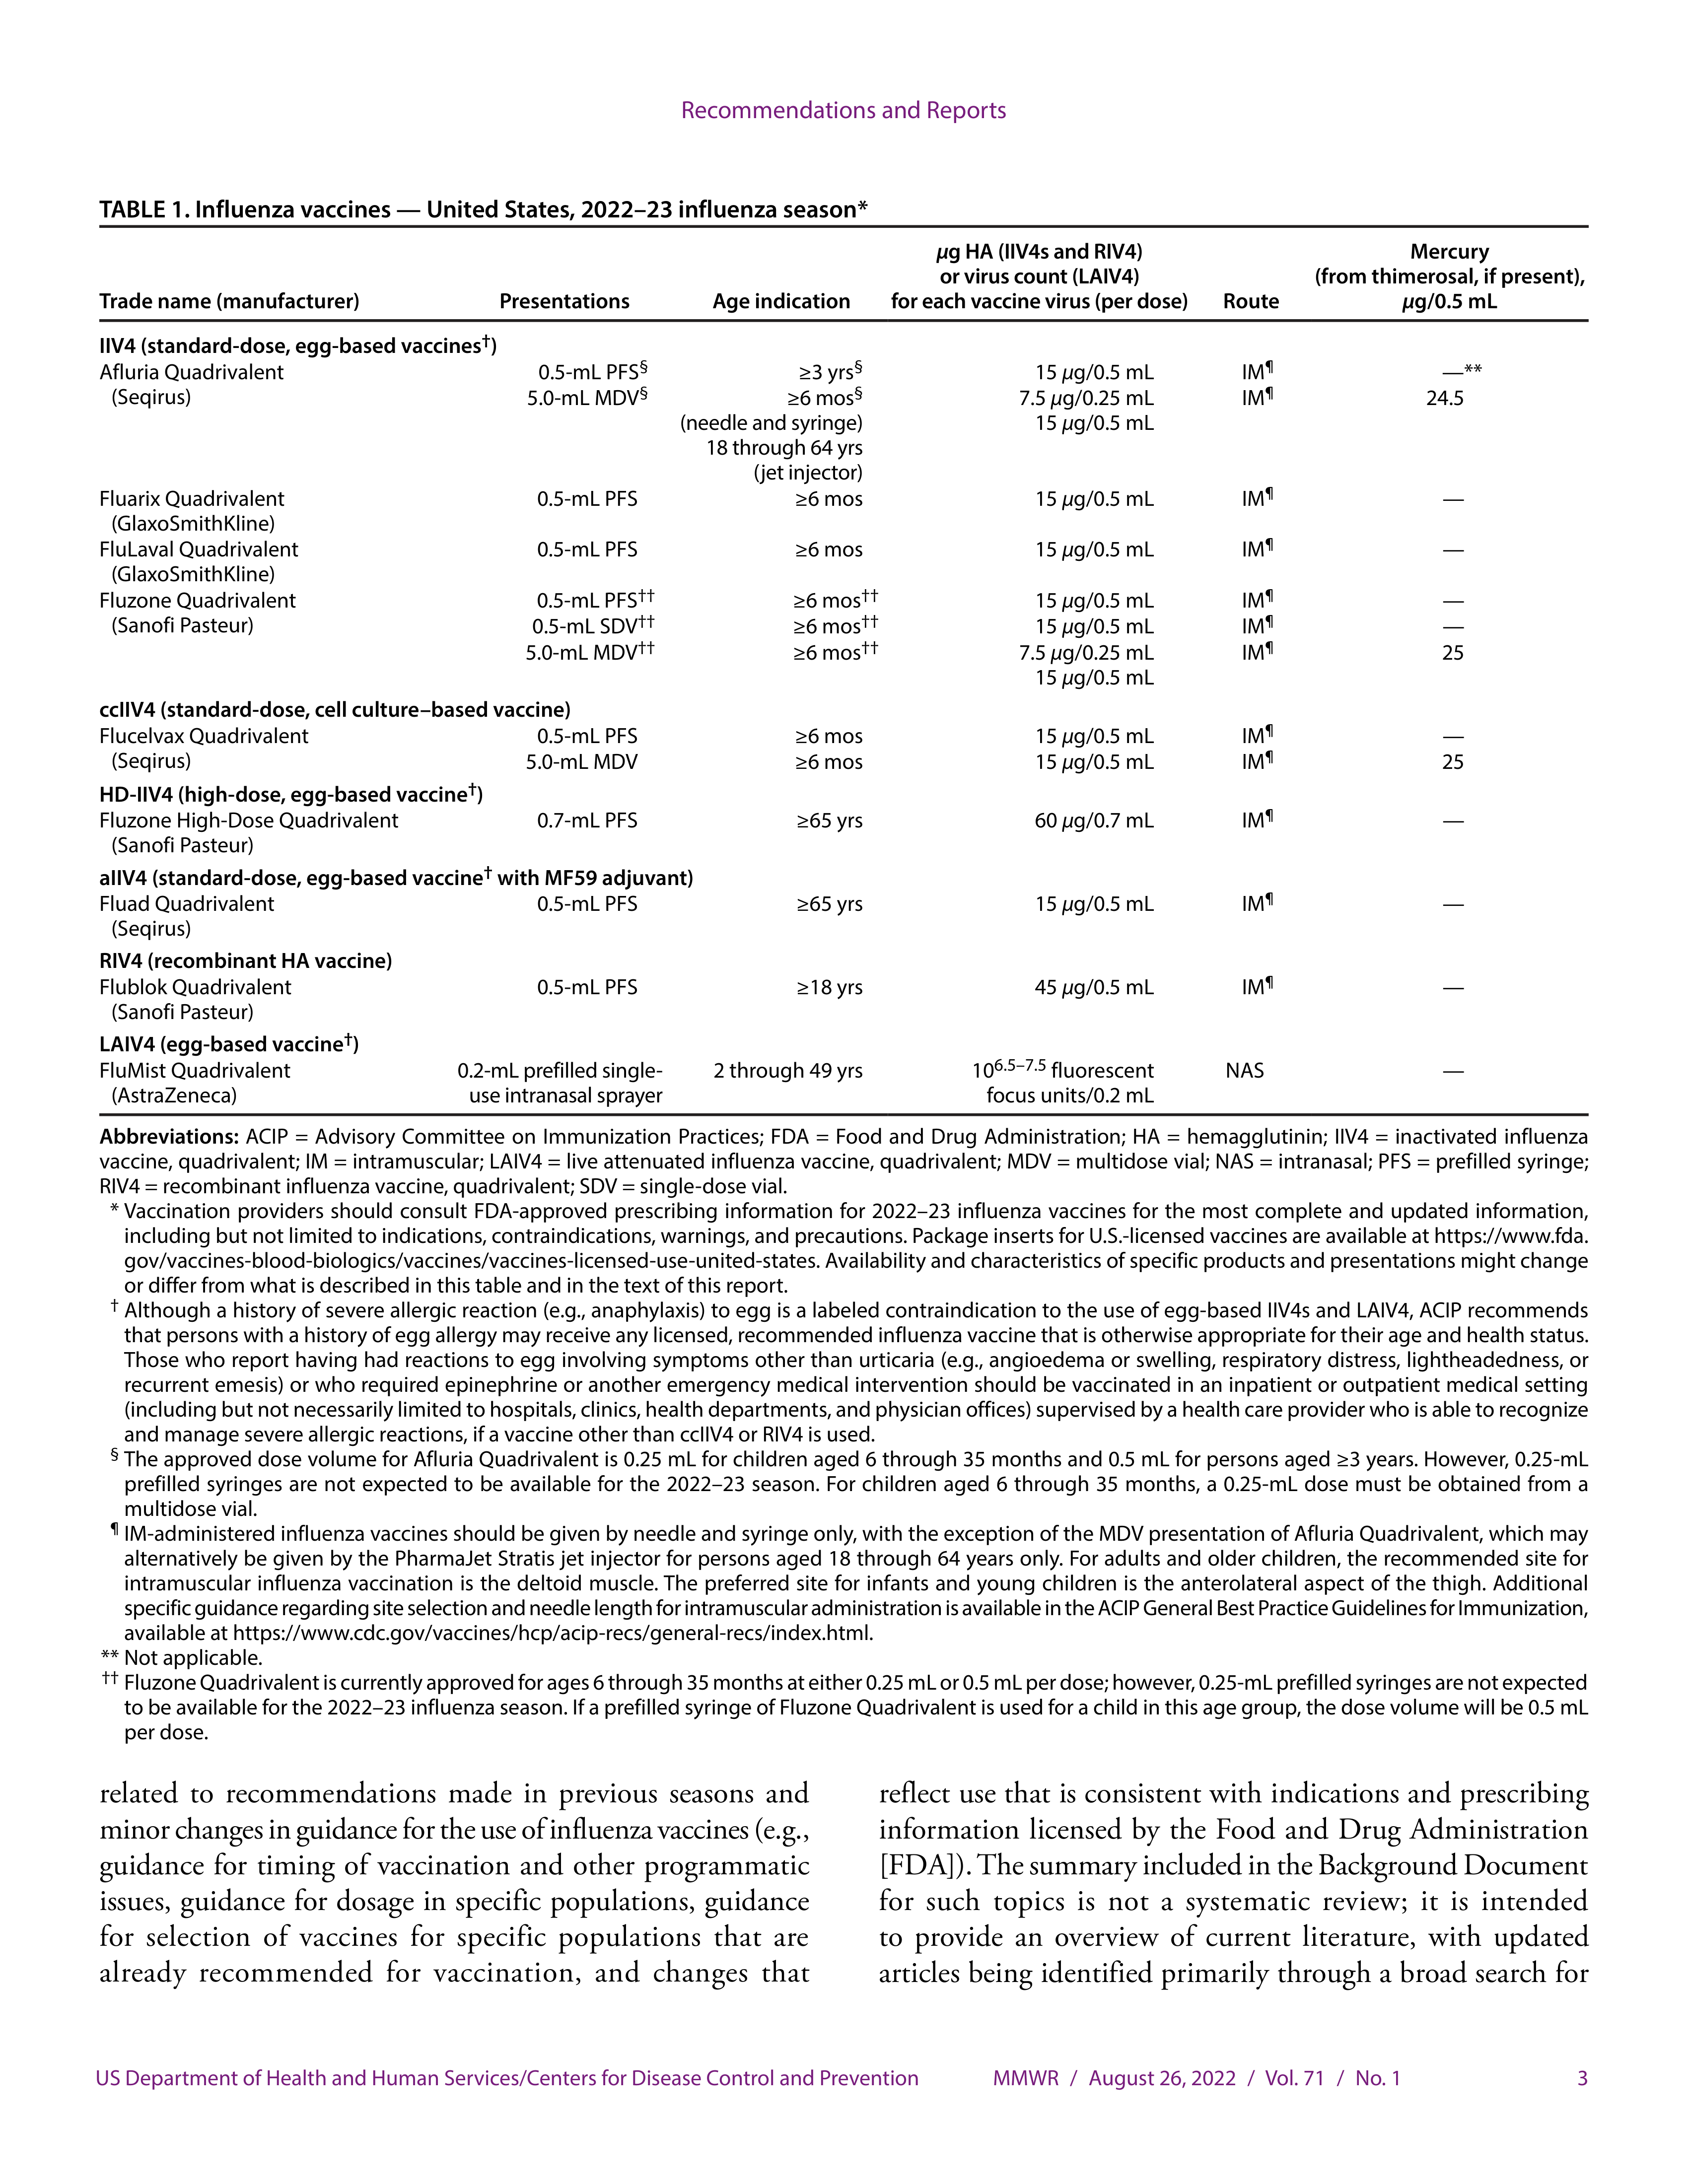 Recommendations and Reports
TABLE 1. Influenza vaccines — United States, 2022–23 influenza season*
Trade name (manufacturer) Presentations Age indication µg HA (IIV4s and RIV4) or virus count (LAIV4) for each vaccine virus (per dose) Route Mercury (from thimerosal, if present), µg/0.5 mL
IIV4 (standard-dose, egg-based vaccines†)
Afluria Quadrivalent 0.5-mL PFS§ ≥3 yrs§ 15 µg/0.5 mL IM¶ —**
(Seqirus) 5.0-mL MDV§ ≥6 mos§ 7.5 µg/0.25 mL IM¶ 24.5
(needle and syringe) 15 µg/0.5 mL
18 through 64 yrs
(jet injector)
Fluarix Quadrivalent 0.5-mL PFS ≥6 mos 15 µg/0.5 mL IM¶ —
(GlaxoSmithKline)
FluLaval Quadrivalent 0.5-mL PFS ≥6 mos 15 µg/0.5 mL IM¶ —
(GlaxoSmithKline)
Fluzone Quadrivalent 0.5-mL PFS†† ≥6 mos†† 15 µg/0.5 mL IM¶ —
(Sanofi Pasteur) 0.5-mL SDV†† ≥6 mos†† 15 µg/0.5 mL IM¶ —
5.0-mL MDV†† ≥6 mos†† 7.5 µg/0.25 mL IM¶ 25
15 µg/0.5 mL
ccIIV4 (standard-dose, cell culture–based vaccine)
Flucelvax Quadrivalent 0.5-mL PFS ≥6 mos 15 µg/0.5 mL IM¶ —
(Seqirus) 5.0-mL MDV ≥6 mos 15 µg/0.5 mL IM¶ 25
HD-IIV4 (high-dose, egg-based vaccine†)
Fluzone High-Dose Quadrivalent 0.7-mL PFS ≥65 yrs 60 µg/0.7 mL IM¶ —
(Sanofi Pasteur)
aIIV4 (standard-dose, egg-based vaccine† with MF59 adjuvant)
Fluad Quadrivalent 0.5-mL PFS ≥65 yrs 15 µg/0.5 mL IM¶ —
(Seqirus)
RIV4 (recombinant HA vaccine)
Flublok Quadrivalent 0.5-mL PFS ≥18 yrs 45 µg/0.5 mL IM¶ —
(Sanofi Pasteur)
LAIV4 (egg-based vaccine†)
FluMist Quadrivalent 0.2-mL prefilled single- 2 through 49 yrs 10^6.5–7.5 fluorescent NAS —
(AstraZeneca) use intranasal sprayer focus units/0.2 mL
Abbreviations: ACIP = Advisory Committee on Immunization Practices; FDA = Food and Drug Administration; HA = hemagglutinin; IIV4 = inactivated influenza
vaccine, quadrivalent; IM = intramuscular; LAIV4 = live attenuated influenza vaccine, quadrivalent; MDV = multidose vial; NAS = intranasal; PFS = prefilled syringe;
RIV4 = recombinant influenza vaccine, quadrivalent; SDV = single-dose vial.
* Vaccination providers should consult FDA-approved prescribing information for 2022–23 influenza vaccines for the most complete and updated information,
including but not limited to indications, contraindications, warnings, and precautions. Package inserts for U.S.-licensed vaccines are available at https://www.fda.
gov/vaccines-blood-biologics/vaccines/vaccines-licensed-use-united-states. Availability and characteristics of specific products and presentations might change
or differ from what is described in this table and in the text of this report.
† Although a history of severe allergic reaction (e.g., anaphylaxis) to egg is a labeled contraindication to the use of egg-based IIV4s and LAIV4, ACIP recommends
that persons with a history of egg allergy may receive any licensed, recommended influenza vaccine that is otherwise appropriate for their age and health status.
Those who report having had reactions to egg involving symptoms other than urticaria (e.g., angioedema or swelling, respiratory distress, lightheadedness, or
recurrent emesis) or who required epinephrine or another emergency medical intervention should be vaccinated in an inpatient or outpatient medical setting
(including but not necessarily limited to hospitals, clinics, health departments, and physician offices) supervised by a health care provider who is able to recognize
and manage severe allergic reactions, if a vaccine other than ccIIV4 or RIV4 is used.
§ The approved dose volume for Afluria Quadrivalent is 0.25 mL for children aged 6 through 35 months and 0.5 mL for persons aged ≥3 years. However, 0.25-mL
prefilled syringes are not expected to be available for the 2022–23 season. For children aged 6 through 35 months, a 0.25-mL dose must be obtained from a
multidose vial.
¶ IM-administered influenza vaccines should be given by needle and syringe only, with the exception of the MDV presentation of Afluria Quadrivalent, which may
alternatively be given by the PharmaJet Stratis jet injector for persons aged 18 through 64 years only. For adults and older children, the recommended site for
intramuscular influenza vaccination is the deltoid muscle. The preferred site for infants and young children is the anterolateral aspect of the thigh. Additional
specific guidance regarding site selection and needle length for intramuscular administration is available in the ACIP General Best Practice Guidelines for Immunization,
available at https://www.cdc.gov/vaccines/hcp/acip-recs/general-recs/index.html.
** Not applicable.
†† Fluzone Quadrivalent is currently approved for ages 6 through 35 months at either 0.25 mL or 0.5 mL per dose; however, 0.25-mL prefilled syringes are not expected
to be available for the 2022–23 influenza season. If a prefilled syringe of Fluzone Quadrivalent is used for a child in this age group, the dose volume will be 0.5 mL
per dose.
related to recommendations made in previous seasons and
minor changes in guidance for the use of influenza vaccines (e.g.,
guidance for timing of vaccination and other programmatic
issues, guidance for dosage in specific populations, guidance
for selection of vaccines for specific populations that are
already recommended for vaccination, and changes that
reflect use that is consistent with indications and prescribing
information licensed by the Food and Drug Administration
[FDA]). The summary included in the Background Document
for such topics is not a systematic review; it is intended
to provide an overview of current literature, with updated
articles being identified primarily through a broad search for
US Department of Health and Human Services/Centers for Disease Control and Prevention MMWR / August 26, 2022 / Vol. 71 / No. 1 3